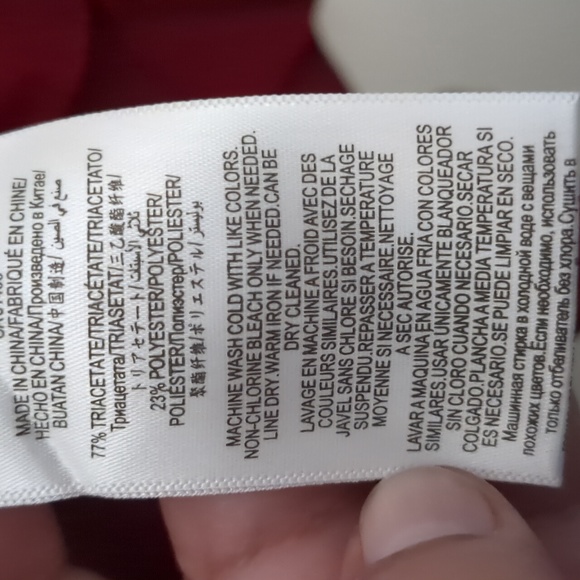 MADE IN CHINA/FABRIQUÉ EN CHINE/
HECHO EN CHINA/Произведено в Китае/
BUATAN CHINA/中国制造/صنع في الصين
77% TRIACETATE/TRIACÉTATE/TRIACETATO/
Триацетата/TRIASETAT/三乙酸酯纤维/
トリアセテート/
23% POLYESTER/POLYESTER/
POLIÉSTER/Полиэстер/POLIESTER/
聚酯纤维/ポリエステル/بوليستر
MACHINE WASH COLD WITH LIKE COLORS.
NON-CHLORINE BLEACH ONLY WHEN NEEDED.
LINE DRY.WARM IRON IF NEEDED.CAN BE
DRY CLEANED.
LAVAGE EN MACHINE A FROID AVEC DES
COULEURS SIMILAIRES.UTILISEZ DE LA
JAVEL SANS CHLORE SI BESOIN.SECHAGE
SUSPENDU.REPASSER A TEMPERATURE
MOYENNE SI NECESSAIRE.NETTOYAGE
A SEC AUTORISE.
LAVAR A MAQUINA EN AGUA FRIA CON COLORES
SIMILARES.USAR UNICAMENTE BLANQUEADOR
SIN CLORO CUANDO NECESARIO.SECAR
COLGADO.PLANCHA A MEDIA TEMPERATURA SI
ES NECESARIO.SE PUEDE LIMPIAR EN SECO.
Машинная стирка в холодной воде с вещами
похожих цветов.Если необходимо, использовать
только отбеливатель без хлора.Сушить в